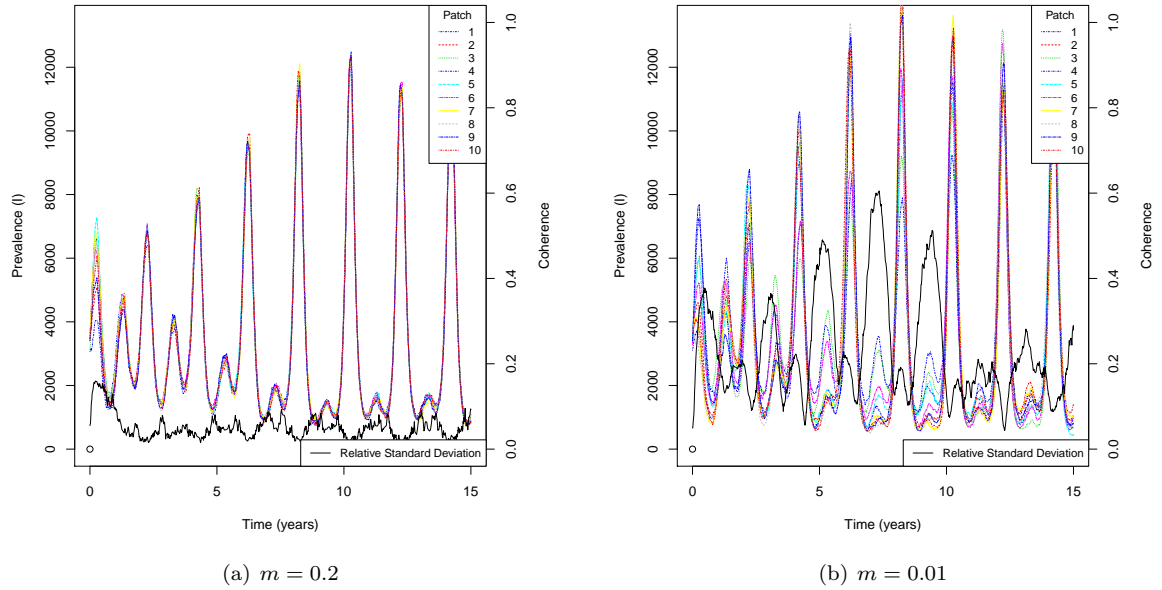 Prevalence (I)
0 2000 4000 6000 8000 10000 12000
Patch
1
2
3
4
5
6
7
8
9
10
Relative Standard Deviation
0.0 0.2 0.4 0.6 0.8 1.0
Coherence
0 5 10 15
Time (years)
(a) m = 0.2
Prevalence (I)
0 2000 4000 6000 8000 10000 12000
Patch
1
2
3
4
5
6
7
8
9
10
Relative Standard Deviation
0.0 0.2 0.4 0.6 0.8 1.0
Coherence
0 5 10 15
Time (years)
(b) m = 0.01